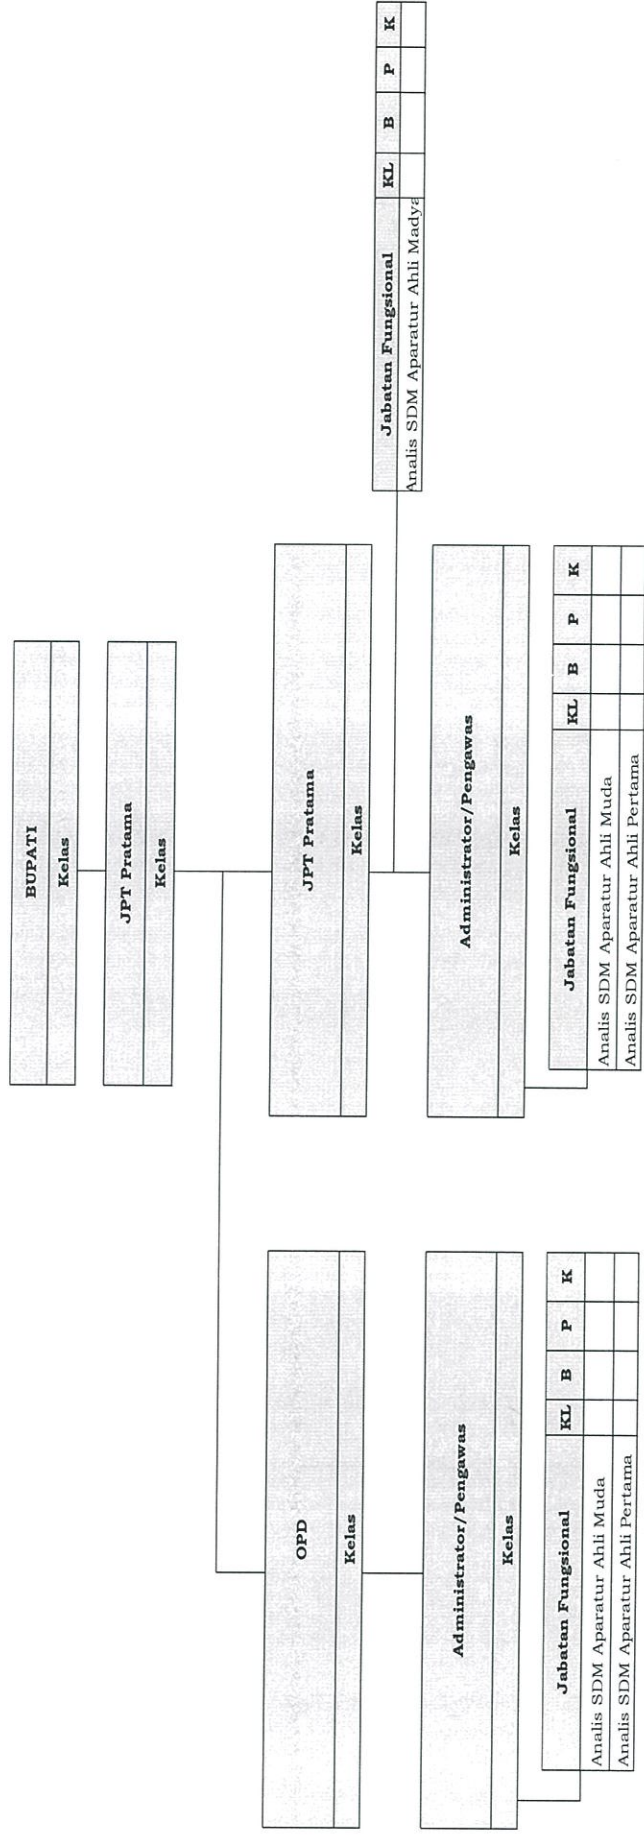 BUPATI
Kelas
JPT Pratama
Kelas
OPD
Kelas
JPT Pratama
Kelas
Jabatan Fungsional KL B P K
Analis SDM Aparatur Ahli Madya
Administrator/Pengawas
Kelas
Administrator/Pengawas
Kelas
Jabatan Fungsional KL B P K
Analis SDM Aparatur Ahli Muda
Analis SDM Aparatur Ahli Pertama
Jabatan Fungsional KL B P K
Analis SDM Aparatur Ahli Muda
Analis SDM Aparatur Ahli Pertama